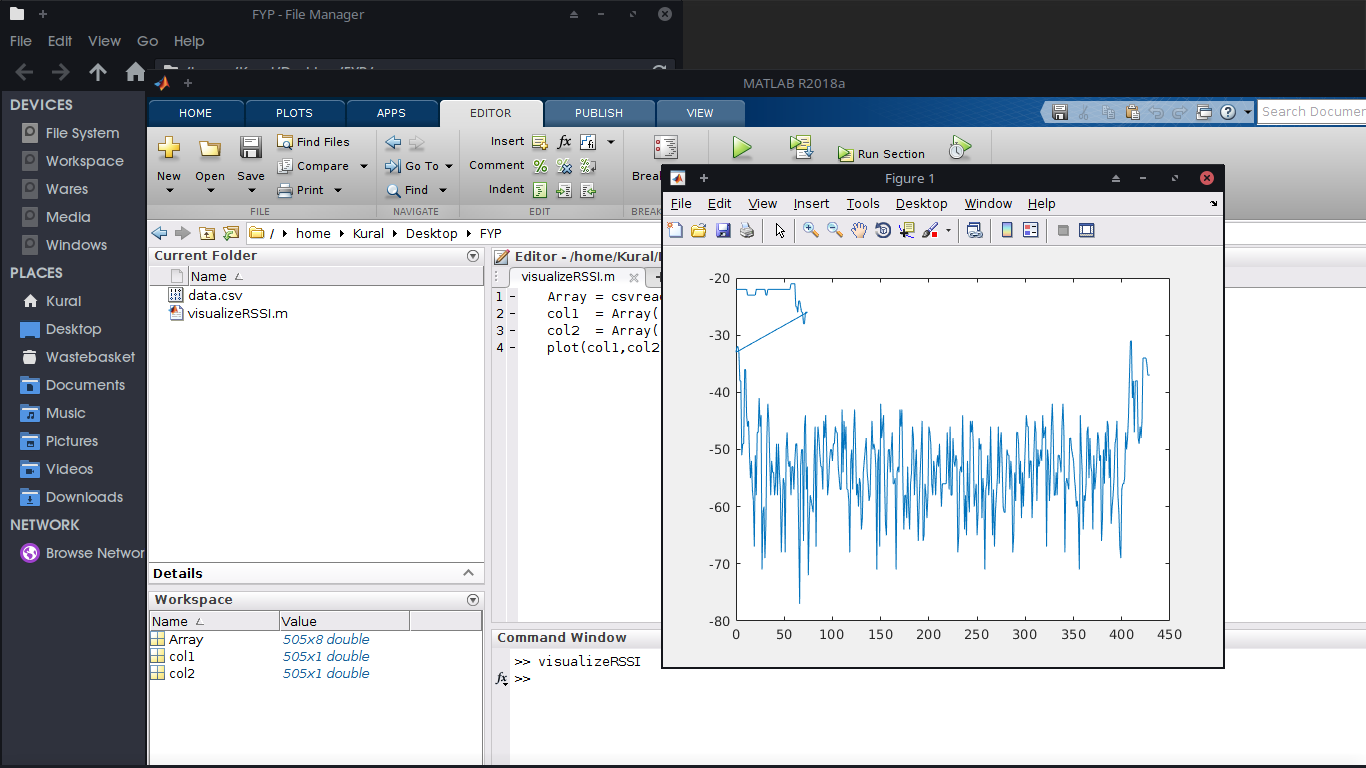 FYP - File Manager
File Edit View Go Help
DEVICES
File System
Workspace
Wares
Media
Windows
PLACES
Kural
Desktop
Wastebasket
Documents
Music
Pictures
Videos
Downloads
NETWORK
Browse Networ
MATLAB R2018a
HOME PLOTS APPS EDITOR PUBLISH VIEW
Search Documen
New Open Save
Find Files
Compare
Print
Go To
Find
Insert
Comment
Indent
fx
Brea
Run Section
FILE NAVIGATE EDIT BREAK
/ home Kural Desktop FYP
Current Folder
Name
data.csv
visualizeRSSI.m
Details
Workspace
Name Value
Array 505x8 double
col1 505x1 double
col2 505x1 double
Editor - /home/Kural/
visualizeRSSI.m
1 - Array = csvrea
2 - col1 = Array(
3 - col2 = Array(
4 - plot(col1,col2
Command Window
>> visualizeRSSI
fx >>
Figure 1
File Edit View Insert Tools Desktop Window Help
-20
-30
-40
-50
-60
-70
-80
0 50 100 150 200 250 300 350 400 450